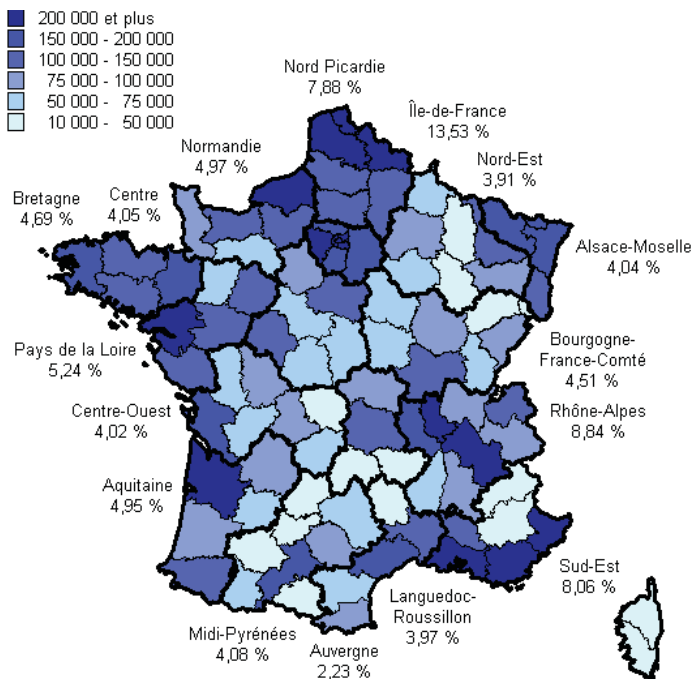 200 000 et plus
150 000 - 200 000
100 000 - 150 000
75 000 - 100 000
50 000 - 75 000
10 000 - 50 000
Nord Picardie
7,88 %
Île-de-France
13,53 %
Normandie
4,97 %
Nord-Est
3,91 %
Bretagne
4,69 %
Centre
4,05 %
Alsace-Moselle
4,04 %
Pays de la Loire
5,24 %
Bourgogne-
France-Comté
4,51 %
Centre-Ouest
4,02 %
Rhône-Alpes
8,84 %
Aquitaine
4,95 %
Sud-Est
8,06 %
Languedoc-
Roussillon
3,97 %
Midi-Pyrénées
4,08 %
Auvergne
2,23 %